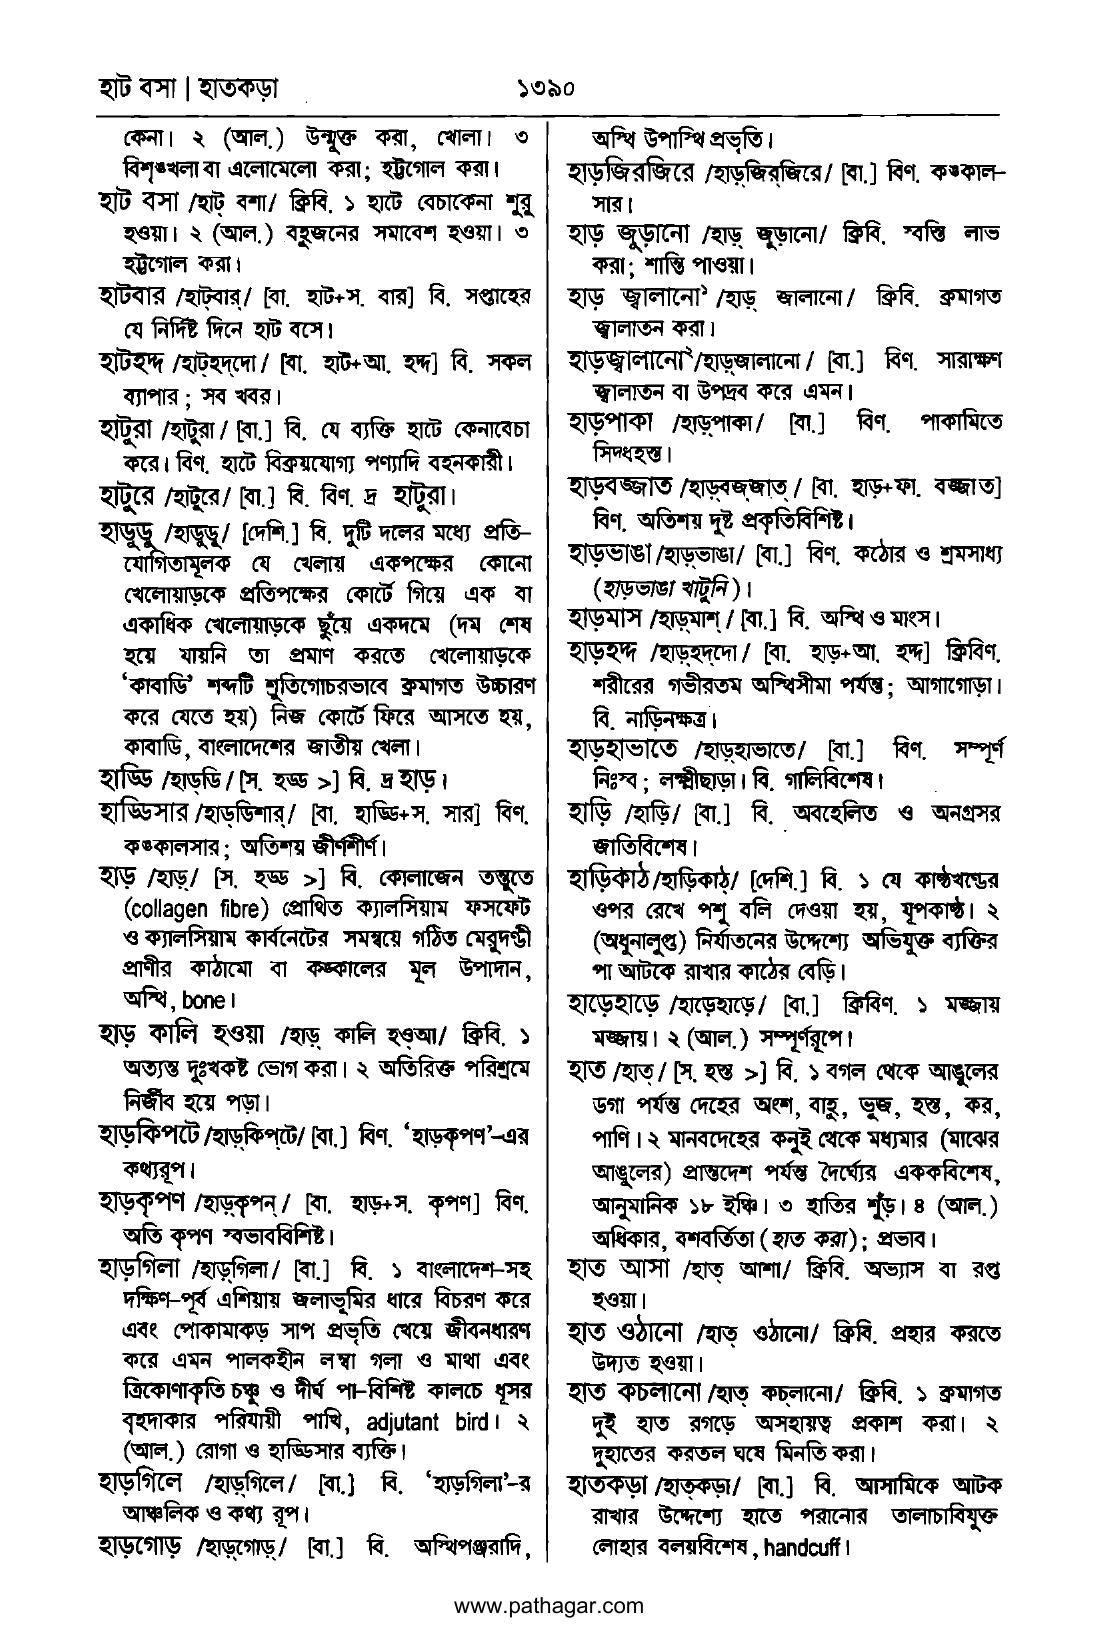 হাট বসা | হাতকড়া
১৩৯০
কেনা। ২ (আল.) উন্মুক্ত করা, খোলা। ৩
বিশৃঙ্খলা বা এলোমেলো করা; হট্টগোল করা।
হাট বসা /হাট্ বশা/ ক্রিবি. ১ হাটে বেচাকেনা শুরু
হওয়া। ২ (আল.) বহুজনের সমাবেশ হওয়া। ৩
হট্টগোল করা।
হাটবার /হাট্বার্/ [বা. হাট+স. বার] বি. সপ্তাহের
যে নির্দিষ্ট দিনে হাট বসে।
হাটহদ্দ /হাট্হদ্দো/ [বা. হাট+আ. হদ্দ] বি. সকল
ব্যাপার; সব খবর।
হাটুরা /হাটুরা/ [বা.] বি. যে ব্যক্তি হাটে কেনাবেচা
করে। বিণ. হাটে বিক্রয়যোগ্য পণ্যাদি বহনকারী।
হাটুরে /হাটুরে/ [বা.] বি. বিণ. দ্র হাটুরা।
হাডুডু /হাডুডু/ [দেশি.] বি. দুটি দলের মধ্যে প্রতি-
যোগিতামূলক যে খেলায় একপক্ষের কোনো
খেলোয়াড়কে প্রতিপক্ষের কোর্টে গিয়ে এক বা
একাধিক খেলোয়াড়কে ছুঁয়ে একদমে (দম শেষ
হয়ে যায়নি তা প্রমাণ করতে খেলোয়াড়কে
‘কাবাডি’ শব্দটি শ্রুতিগোচরভাবে ক্রমাগত উচ্চারণ
করে যেতে হয়) নিজ কোর্টে ফিরে আসতে হয়,
কাবাডি, বাংলাদেশের জাতীয় খেলা।
হাড্ডি /হাড্ডি/ [স. হড্ড >] বি. দ্র হাড়।
হাড্ডিসার /হাড্ডিশার্/ [বা. হাড্ডি+স. সার] বিণ.
কঙ্কালসার; অতিশয় জীর্ণশীর্ণ।
হাড় /হাড়্/ [স. হড্ড >] বি. কোলাজেন তন্তুতে
(collagen fibre) প্রোথিত ক্যালসিয়াম ফসফেট
ও ক্যালসিয়াম কার্বনেটের সমন্বয়ে গঠিত মেরুদণ্ডী
প্রাণীর কাঠামো বা কঙ্কালের মূল উপাদান,
অস্থি, bone।
হাড় কালি হওয়া /হাড়্ কালি হওআ/ ক্রিবি. ১
অত্যন্ত দুঃখকষ্ট ভোগ করা। ২ অতিরিক্ত পরিশ্রমে
নির্জীব হয়ে পড়া।
হাড়কিপটে /হাড়্কিপ্টে/ [বা.] বিণ. ‘হাড়কৃপণ’-এর
কথ্যরূপ।
হাড়কৃপণ /হাড়্কৃপন্/ [বা. হাড়+স. কৃপণ] বিণ.
অতি কৃপণ স্বভাববিশিষ্ট।
হাড়গিলা /হাড়্গিলা/ [বা.] বি. ১ বাংলাদেশ-সহ
দক্ষিণ-পূর্ব এশিয়ায় জলাভূমির ধারে বিচরণ করে
এবং পোকামাকড় সাপ প্রভৃতি খেয়ে জীবনধারণ
করে এমন পালকহীন লম্বা গলা ও মাথা এবং
ত্রিকোণাকৃতি চঞ্চু ও দীর্ঘ পা-বিশিষ্ট কালচে ধূসর
বৃহদাকার পরিযায়ী পাখি, adjutant bird। ২
(আল.) রোগা ও হাড্ডিসার ব্যক্তি।
হাড়গিলে /হাড়্গিলে/ [বা.] বি. ‘হাড়গিলা’-র
আঞ্চলিক ও কথ্য রূপ।
হাড়গোড় /হাড়্গোড়্/ [বা.] বি. অস্থিপঞ্জরাদি,
অস্থি উপাস্থি প্রভৃতি।
হাড়জিরজিরে /হাড়্জির্জিরে/ [বা.] বিণ. কঙ্কাল-
সার।
হাড় জুড়ানো /হাড়্ জুড়ানো/ ক্রিবি. স্বস্তি লাভ
করা; শান্তি পাওয়া।
হাড় জ্বালানো১ /হাড়্ জালানো/ ক্রিবি. ক্রমাগত
জ্বালাতন করা।
হাড়জ্বালানো২ /হাড়্জালানো/ [বা.] বিণ. সারাক্ষণ
জ্বালাতন বা উপদ্রব করে এমন।
হাড়পাকা /হাড়্পাকা/ [বা.] বিণ. পাকামিতে
সিদ্ধহস্ত।
হাড়বজ্জাত /হাড়্বজ্জাত্/ [বা. হাড়+ফা. বজ্জাত]
বিণ. অতিশয় দুষ্ট প্রকৃতিবিশিষ্ট।
হাড়ভাঙা /হাড়্ভাঙা/ [বা.] বিণ. কঠোর ও শ্রমসাধ্য
(হাড়ভাঙা খাটুনি)।
হাড়মাস /হাড়্মাশ্/ [বা.] বি. অস্থি ও মাংস।
হাড়হদ্দ /হাড়্হদ্দো/ [বা. হাড়+আ. হদ্দ] ক্রিবিণ.
শরীরের গভীরতম অস্থিসীমা পর্যন্ত; আগাগোড়া।
বি. নাড়িনক্ষত্র।
হাড়হাভাতে /হাড়্হাভাতে/ [বা.] বিণ. সম্পূর্ণ
নিঃস্ব; লক্ষ্মীছাড়া। বি. গালিবিশেষ।
হাড়ি /হাড়ি/ [বা.] বি. অবহেলিত ও অনগ্রসর
জাতিবিশেষ।
হাড়িকাঠ /হাড়িকাঠ্/ [দেশি.] বি. ১ যে কাষ্ঠখণ্ডের
ওপর রেখে পশু বলি দেওয়া হয়, যূপকাষ্ঠ। ২
(অধুনালুপ্ত) নির্যাতনের উদ্দেশ্যে অভিযুক্ত ব্যক্তির
পা আটকে রাখার কাঠের বেড়ি।
হাড়েহাড়ে /হাড়েহাড়ে/ [বা.] ক্রিবিণ. ১ মজ্জায়
মজ্জায়। ২ (আল.) সম্পূর্ণরূপে।
হাত /হাত্/ [স. হস্ত >] বি. ১ বগল থেকে আঙুলের
ডগা পর্যন্ত দেহের অংশ, বাহু, ভুজ, হস্ত, কর,
পাণি। ২ মানবদেহের কনুই থেকে মধ্যমার (মাঝের
আঙুলের) প্রান্তদেশ পর্যন্ত দৈর্ঘ্যের এককবিশেষ,
আনুমানিক ১৮ ইঞ্চি। ৩ হাতির শুঁড়। ৪ (আল.)
অধিকার, বশবর্তিতা (হাত করা); প্রভাব।
হাত আসা /হাত্ আশা/ ক্রিবি. অভ্যাস বা রপ্ত
হওয়া।
হাত ওঠানো /হাত্ ওঠানো/ ক্রিবি. প্রহার করতে
উদ্যত হওয়া।
হাত কচলানো /হাত্ কচ্লানো/ ক্রিবি. ১ ক্রমাগত
দুই হাত রগড়ে অসহায়ত্ব প্রকাশ করা। ২
দুহাতের করতল ঘষে মিনতি করা।
হাতকড়া /হাত্কড়া/ [বা.] বি. আসামিকে আটক
রাখার উদ্দেশ্যে হাতে পরানোর তালাচাবিযুক্ত
লোহার বলয়বিশেষ, handcuff।
www.pathagar.com